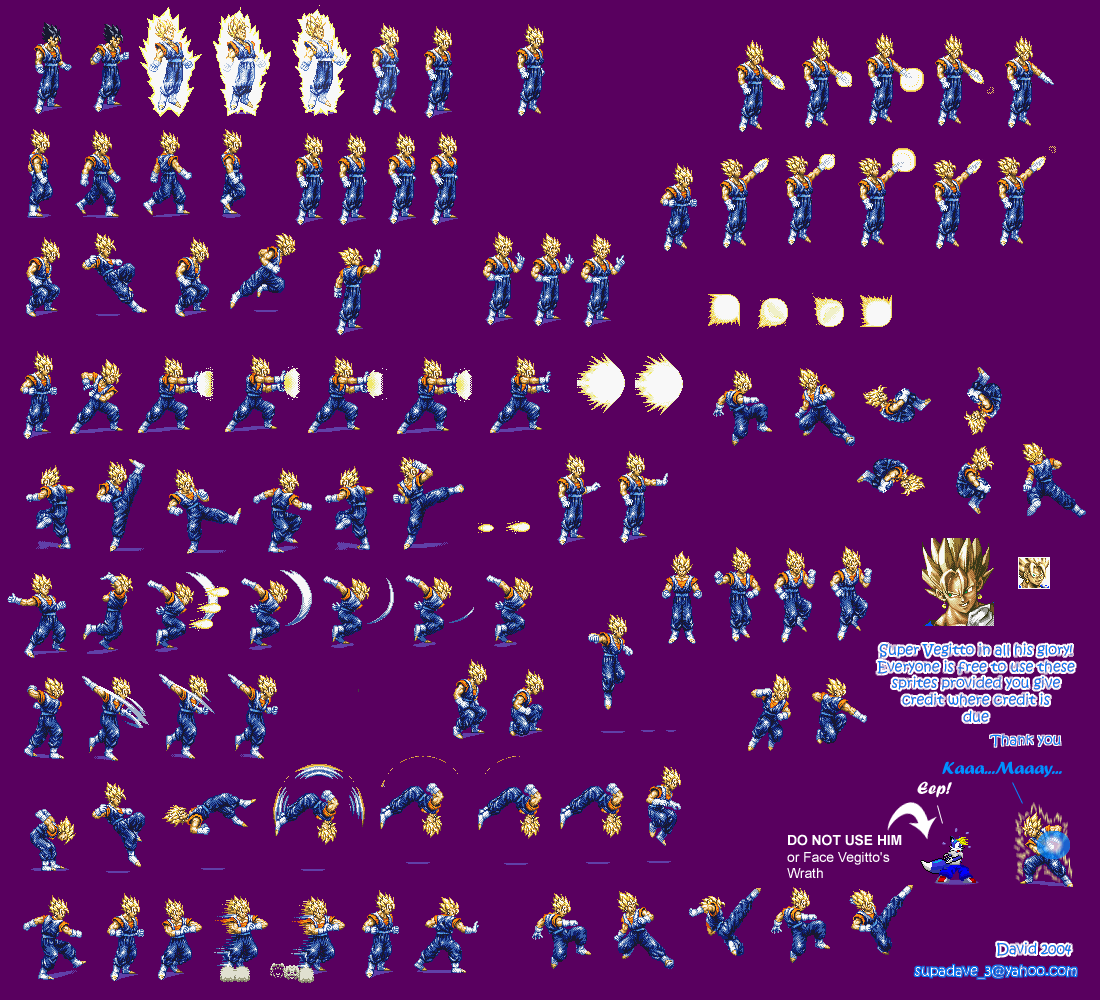 Super Vegitto in all his glory!
Everyone is free to use these
sprites provided you give
credit where credit is
due
Thank you
Kaaa...Maaay...
Eep!
DO NOT USE HIM
or Face Vegitto's
Wrath
David 2004
supadave_3@yahoo.com